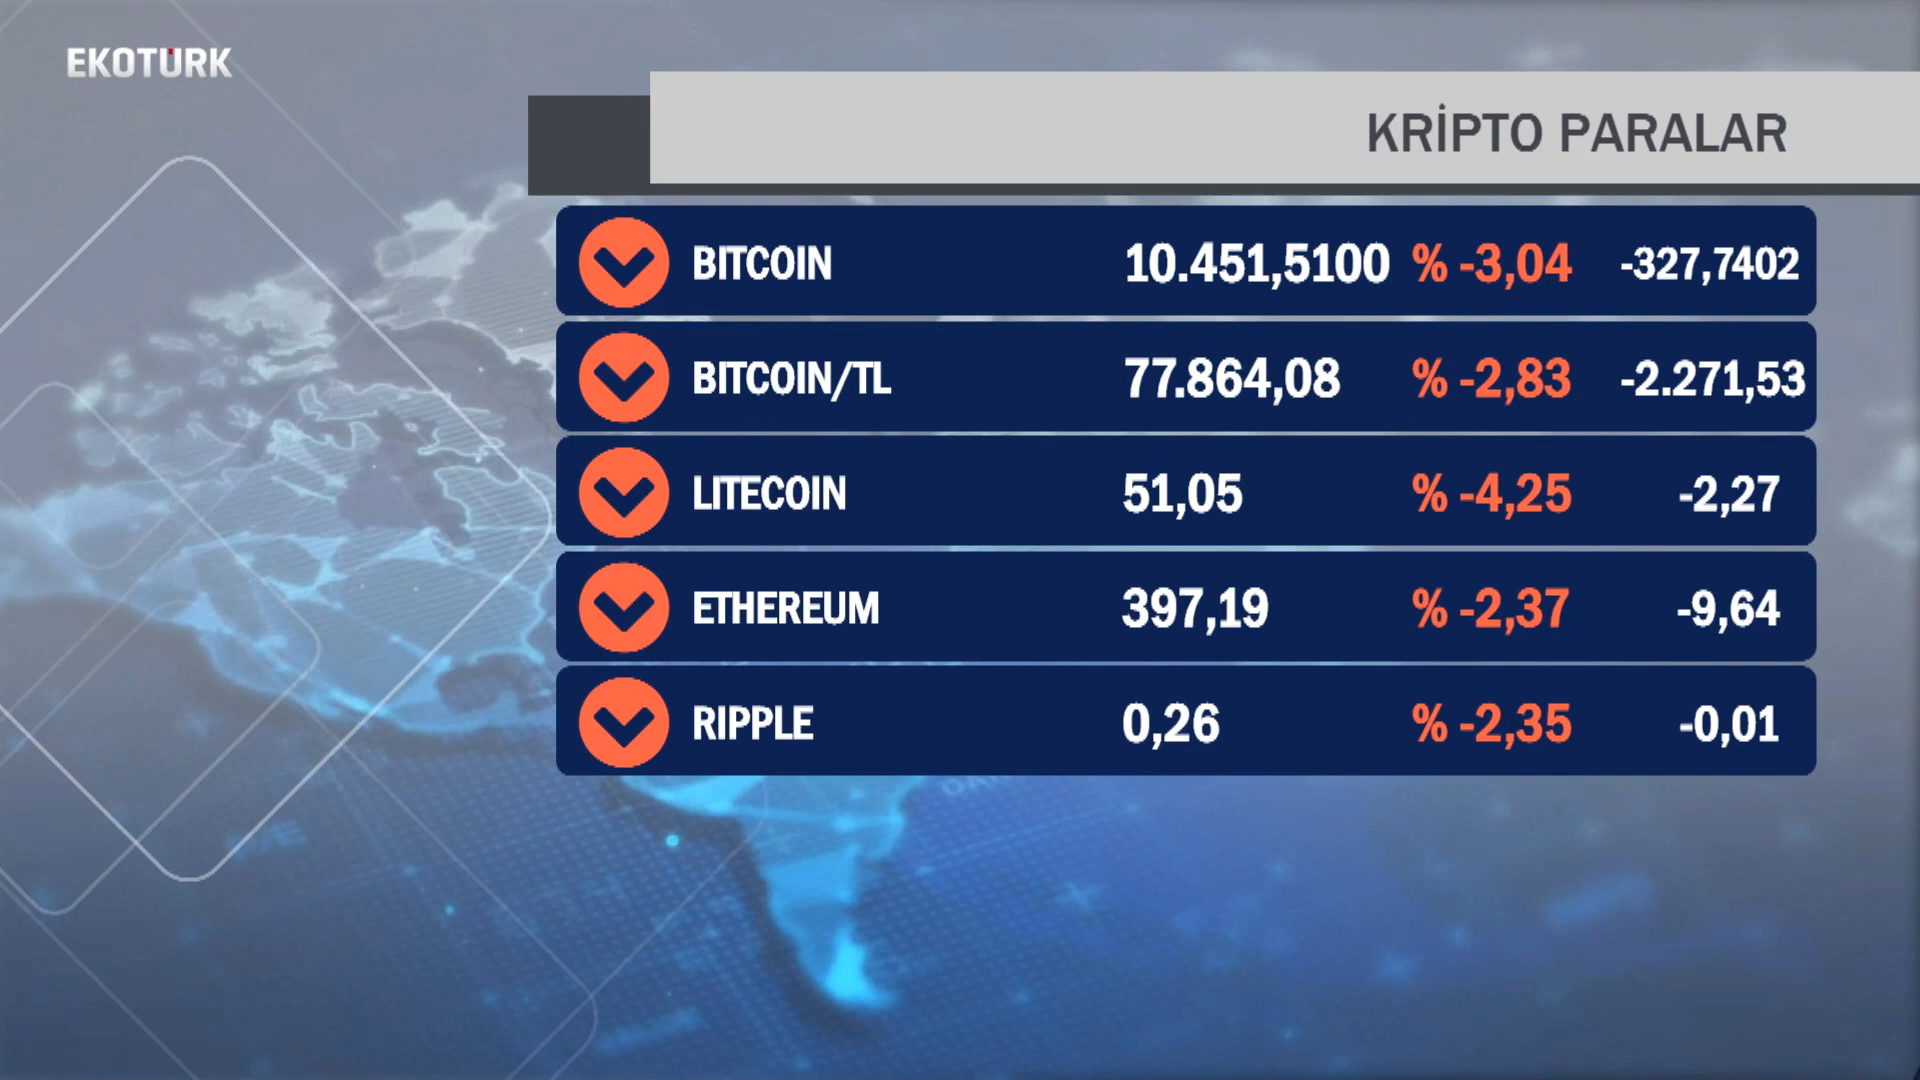 EKOTÜRK
KRİPTO PARALAR
BITCOIN 10.451,5100 % -3,04 -327,7402
BITCOIN/TL 77.864,08 % -2,83 -2.271,53
LITECOIN 51,05 % -4,25 -2,27
ETHEREUM 397,19 % -2,37 -9,64
RIPPLE 0,26 % -2,35 -0,01